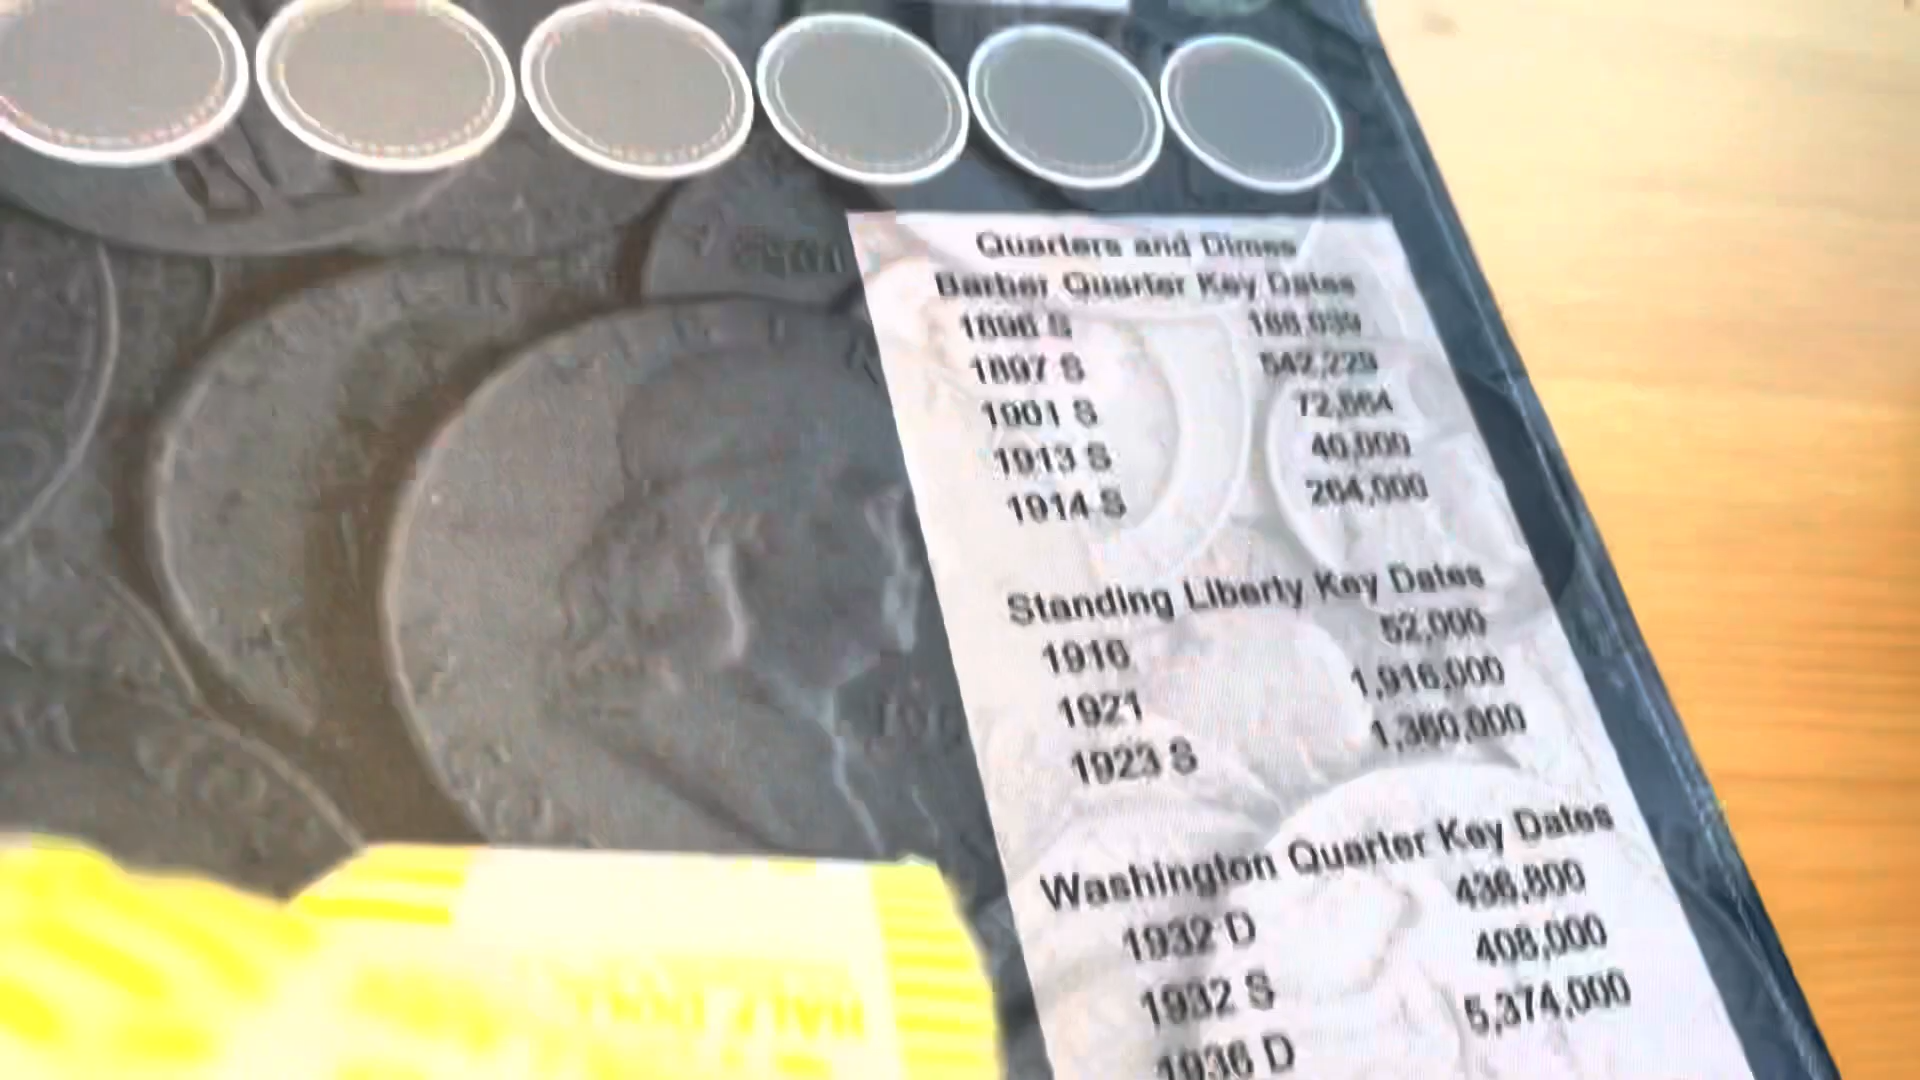 Quarters and Dimes
Barber Quarter Key Dates
1896 S 188,039
1897 S 542,229
1901 S 72,664
1913 S 40,000
1914 S 264,000
Standing Liberty Key Dates
1916 52,000
1921 1,916,000
1923 S 1,360,000
Washington Quarter Key Dates
1932 D 436,800
1932 S 408,000
1936 D 5,374,000
HALF DOLL